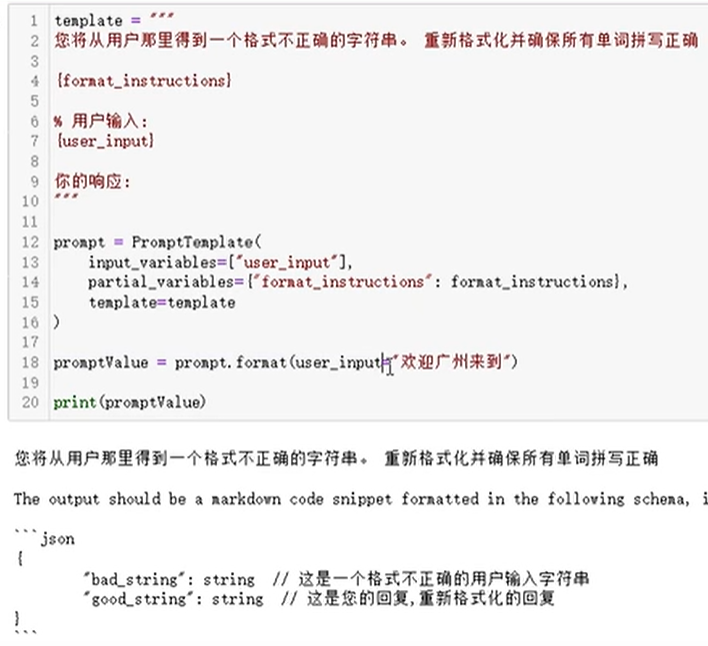 1 template = """
2 您将从用户那里得到一个格式不正确的字符串。 重新格式化并确保所有单词拼写正确
3
4 {format_instructions}
5
6 % 用户输入:
7 {user_input}
8
9 你的响应:
10 """
11
12 prompt = PromptTemplate(
13     input_variables=["user_input"],
14     partial_variables={"format_instructions": format_instructions},
15     template=template
16 )
17
18 promptValue = prompt.format(user_input="欢迎广州来到")
19
20 print(promptValue)
您将从用户那里得到一个格式不正确的字符串。 重新格式化并确保所有单词拼写正确
The output should be a markdown code snippet formatted in the following schema, i
```json
{
        "bad_string": string  // 这是一个格式不正确的用户输入字符串
        "good_string": string  // 这是您的回复,重新格式化的回复
}
```